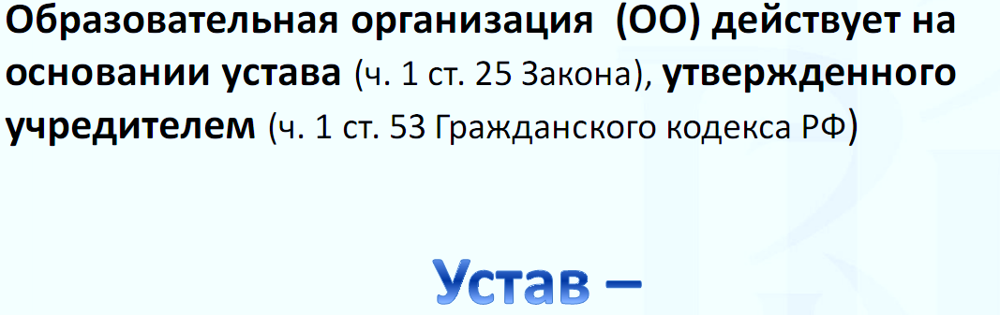 Образовательная организация (ОО) действует на
основании устава (ч. 1 ст. 25 Закона), утвержденного
учредителем (ч. 1 ст. 53 Гражданского кодекса РФ)
Устав –